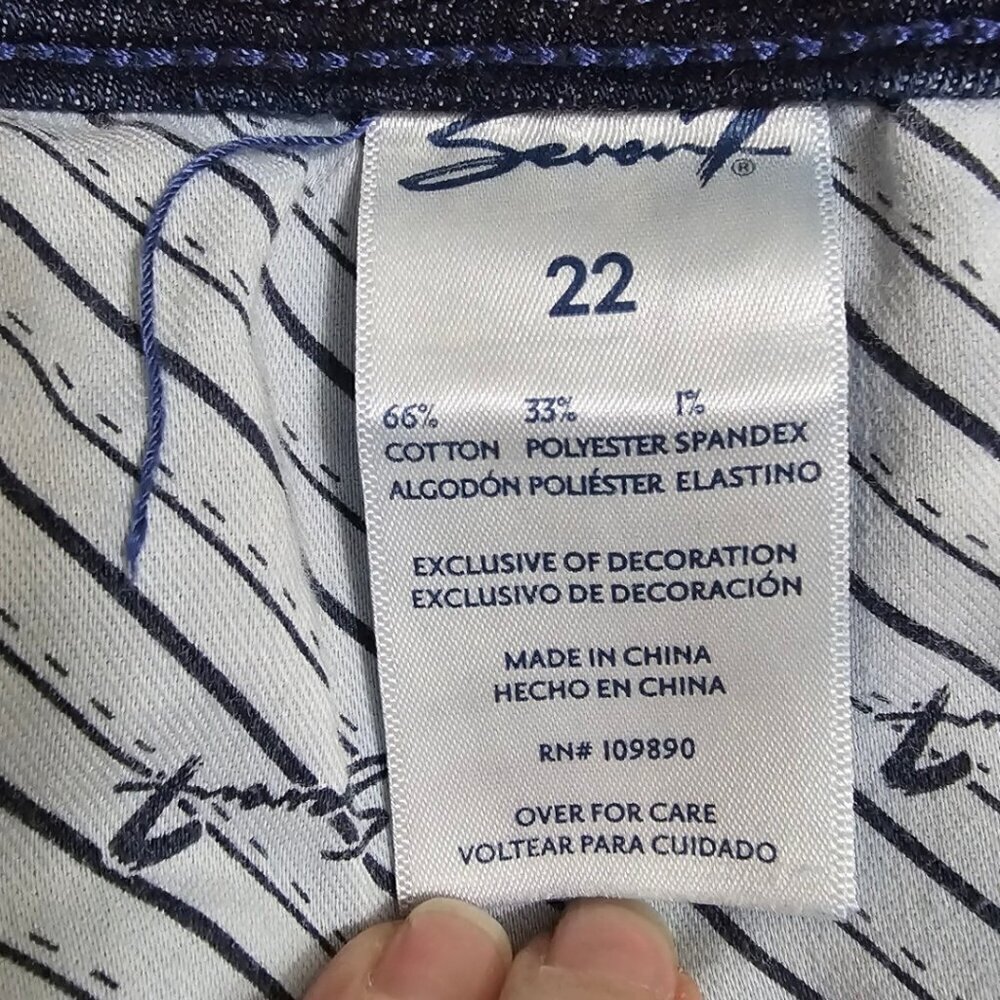 Seven7®
22
66% 33% 1%
COTTON POLYESTER SPANDEX
ALGODÓN POLIÉSTER ELASTINO
EXCLUSIVE OF DECORATION
EXCLUSIVO DE DECORACIÓN
MADE IN CHINA
HECHO EN CHINA
RN# 109890
OVER FOR CARE
VOLTEAR PARA CUIDADO
Seven7